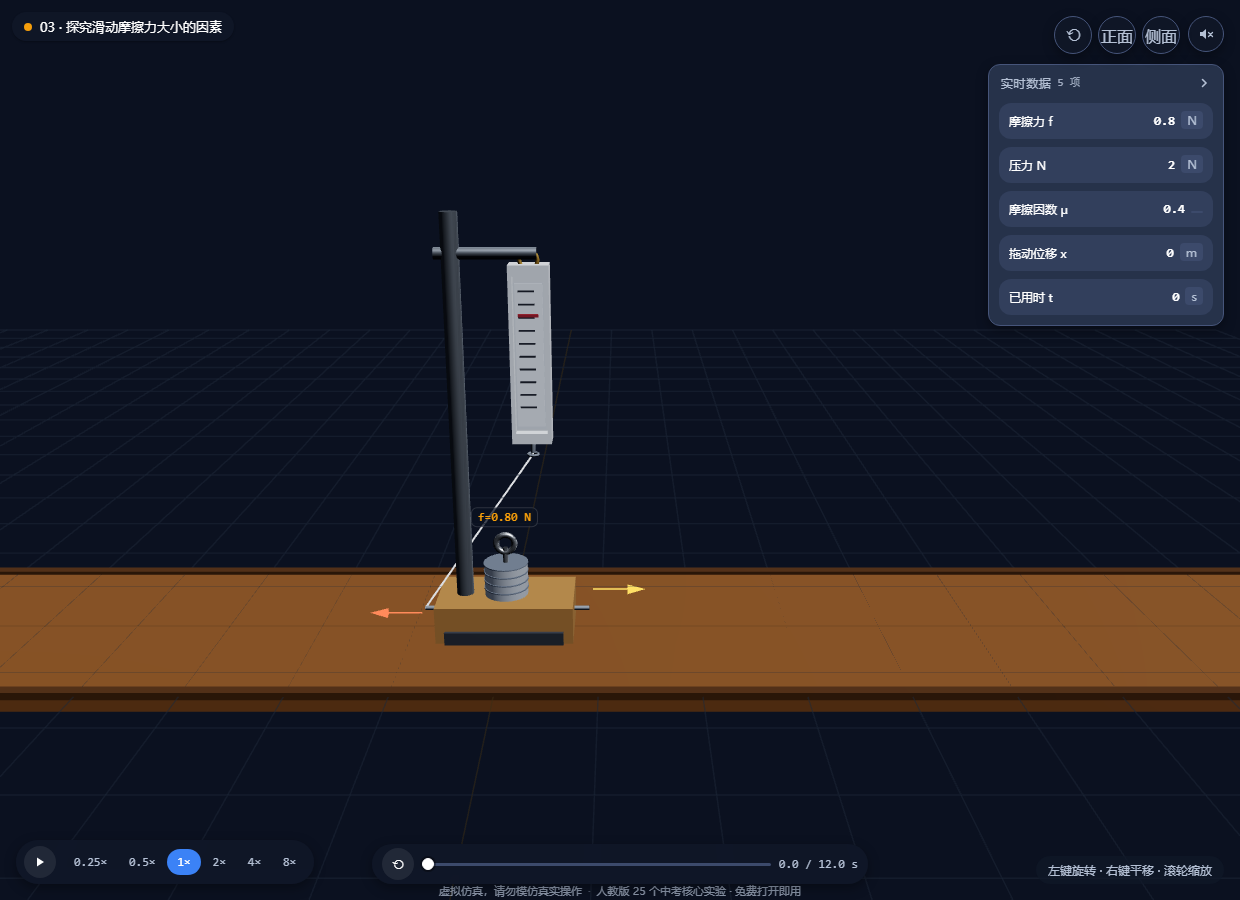 03 · 探究滑动摩擦力大小的因素
正面 侧面
实时数据 5 项
摩擦力 f 0.8 N
压力 N 2 N
摩擦因数 μ 0.4 —
拖动位移 x 0 m
已用时 t 0 s
f=0.80 N
0.25× 0.5× 1× 2× 4× 8×
0.0 / 12.0 s
左键旋转 · 右键平移 · 滚轮缩放
虚拟仿真，请勿模仿真实操作 · 人教版 25 个中考核心实验 · 免费打开即用